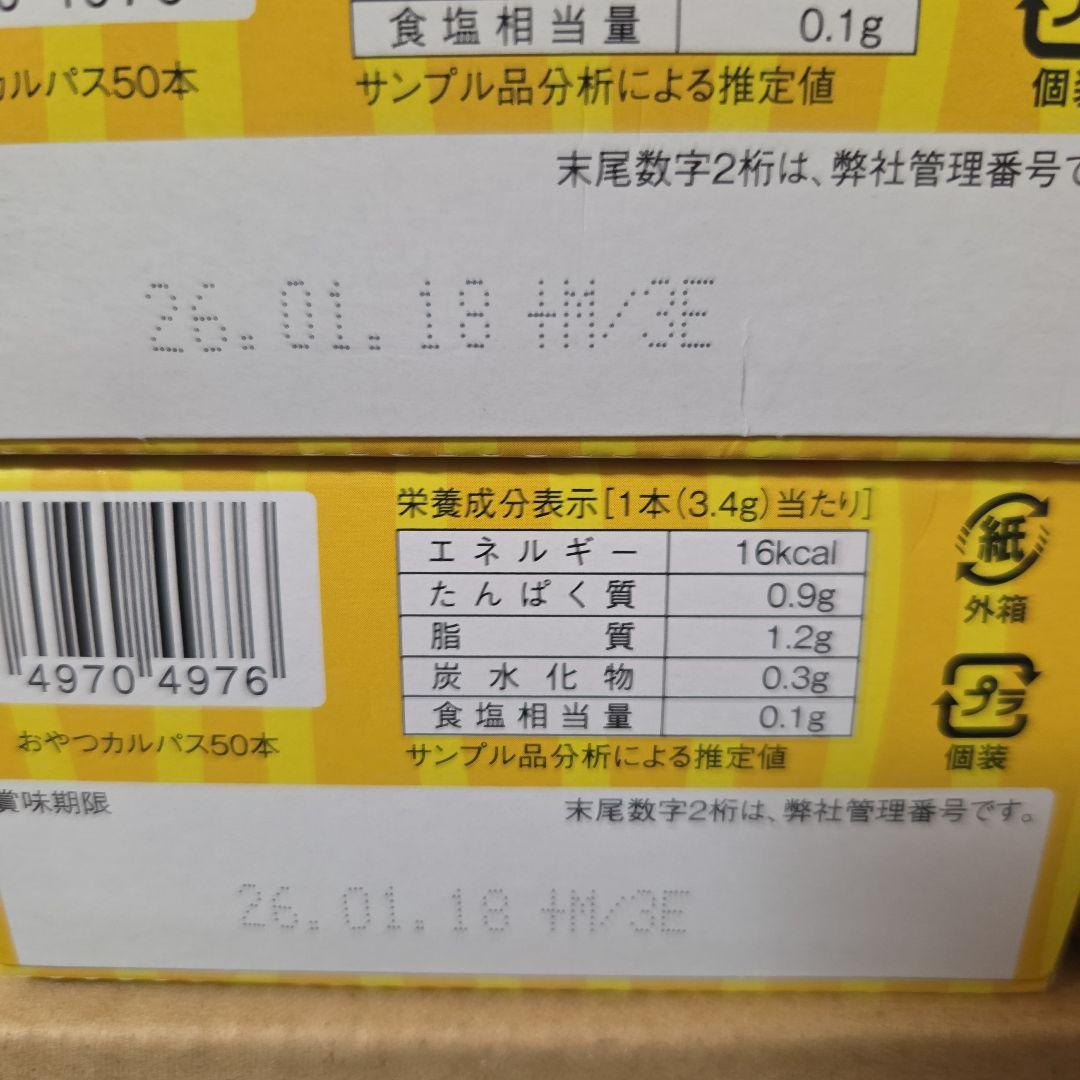 食塩相当量 0.1g
カルパス50本
サンプル品分析による推定値
個装
末尾数字2桁は、弊社管理番号で
26.01.18 +M/3E
栄養成分表示[1本(3.4g)当たり]
エネルギー 16kcal
たんぱく質 0.9g
脂質 1.2g
炭水化物 0.3g
食塩相当量 0.1g
サンプル品分析による推定値
4970 4976
おやつカルパス50本
紙
外箱
プラ
個装
賞味期限
末尾数字2桁は、弊社管理番号です。
26.01.18 +M/3E